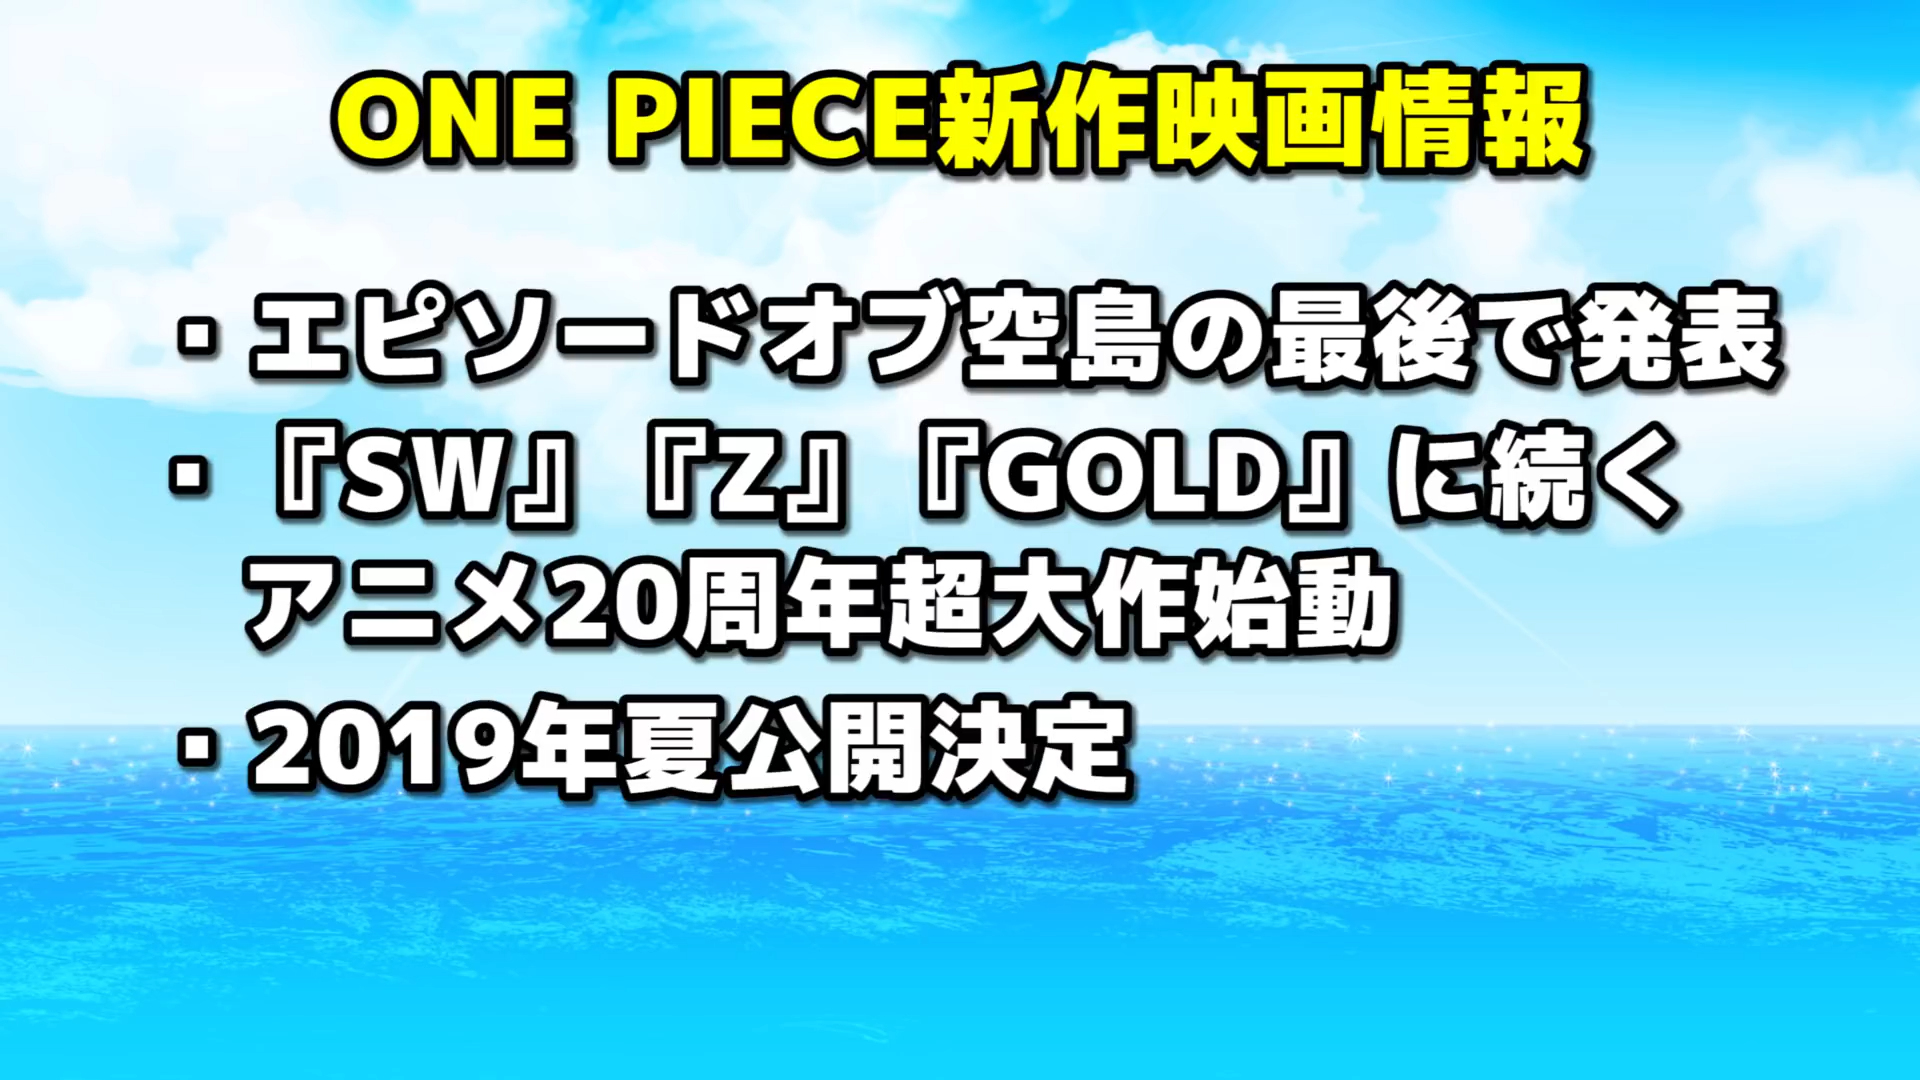 ONE PIECE新作映画情報
・エピソードオブ空島の最後で発表
・『SW』『Z』『GOLD』に続く
アニメ20周年超大作始動
・2019年夏公開決定